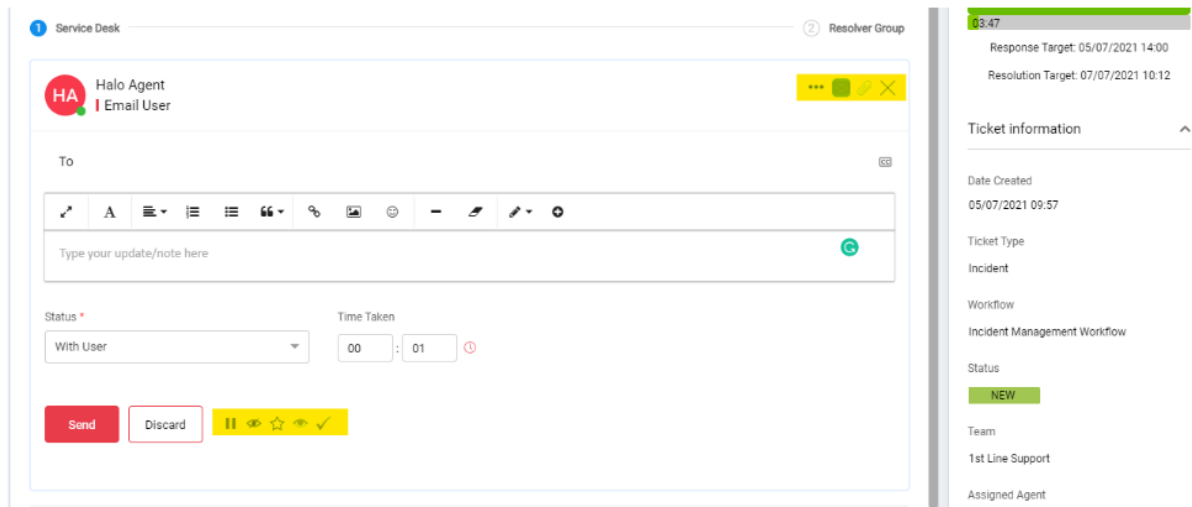 1 Service Desk
2 Resolver Group
HA
Halo Agent
Email User
To
CC
A
Type your update/note here
Status *
Time Taken
With User
00 : 01
Send
Discard
03:47
Response Target: 05/07/2021 14:00
Resolution Target: 07/07/2021 10:12
Ticket information
Date Created
05/07/2021 09:57
Ticket Type
Incident
Workflow
Incident Management Workflow
Status
NEW
Team
1st Line Support
Assigned Agent